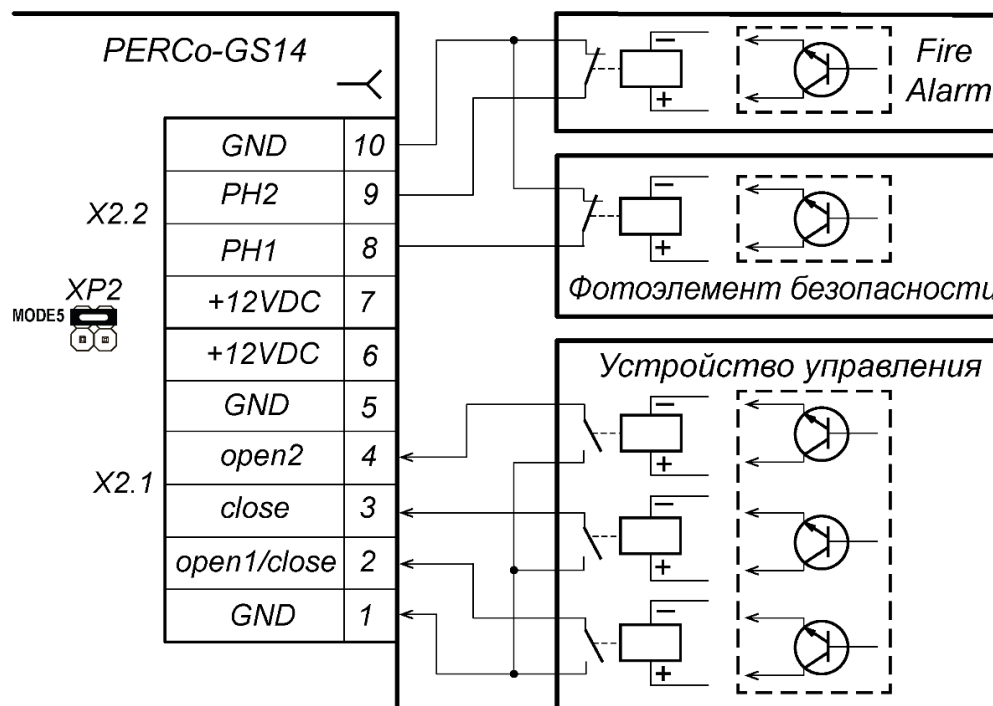 PERCo-GS14
GND 10
PH2 9
X2.2
PH1 8
+12VDC 7
XP2
MODE5
+12VDC 6
GND 5
open2 4
X2.1
close 3
open1/close 2
GND 1
Fire
Alarm
−
+
−
+
Фотоэлемент безопасности
Устройство управления
−
+
−
+
−
+